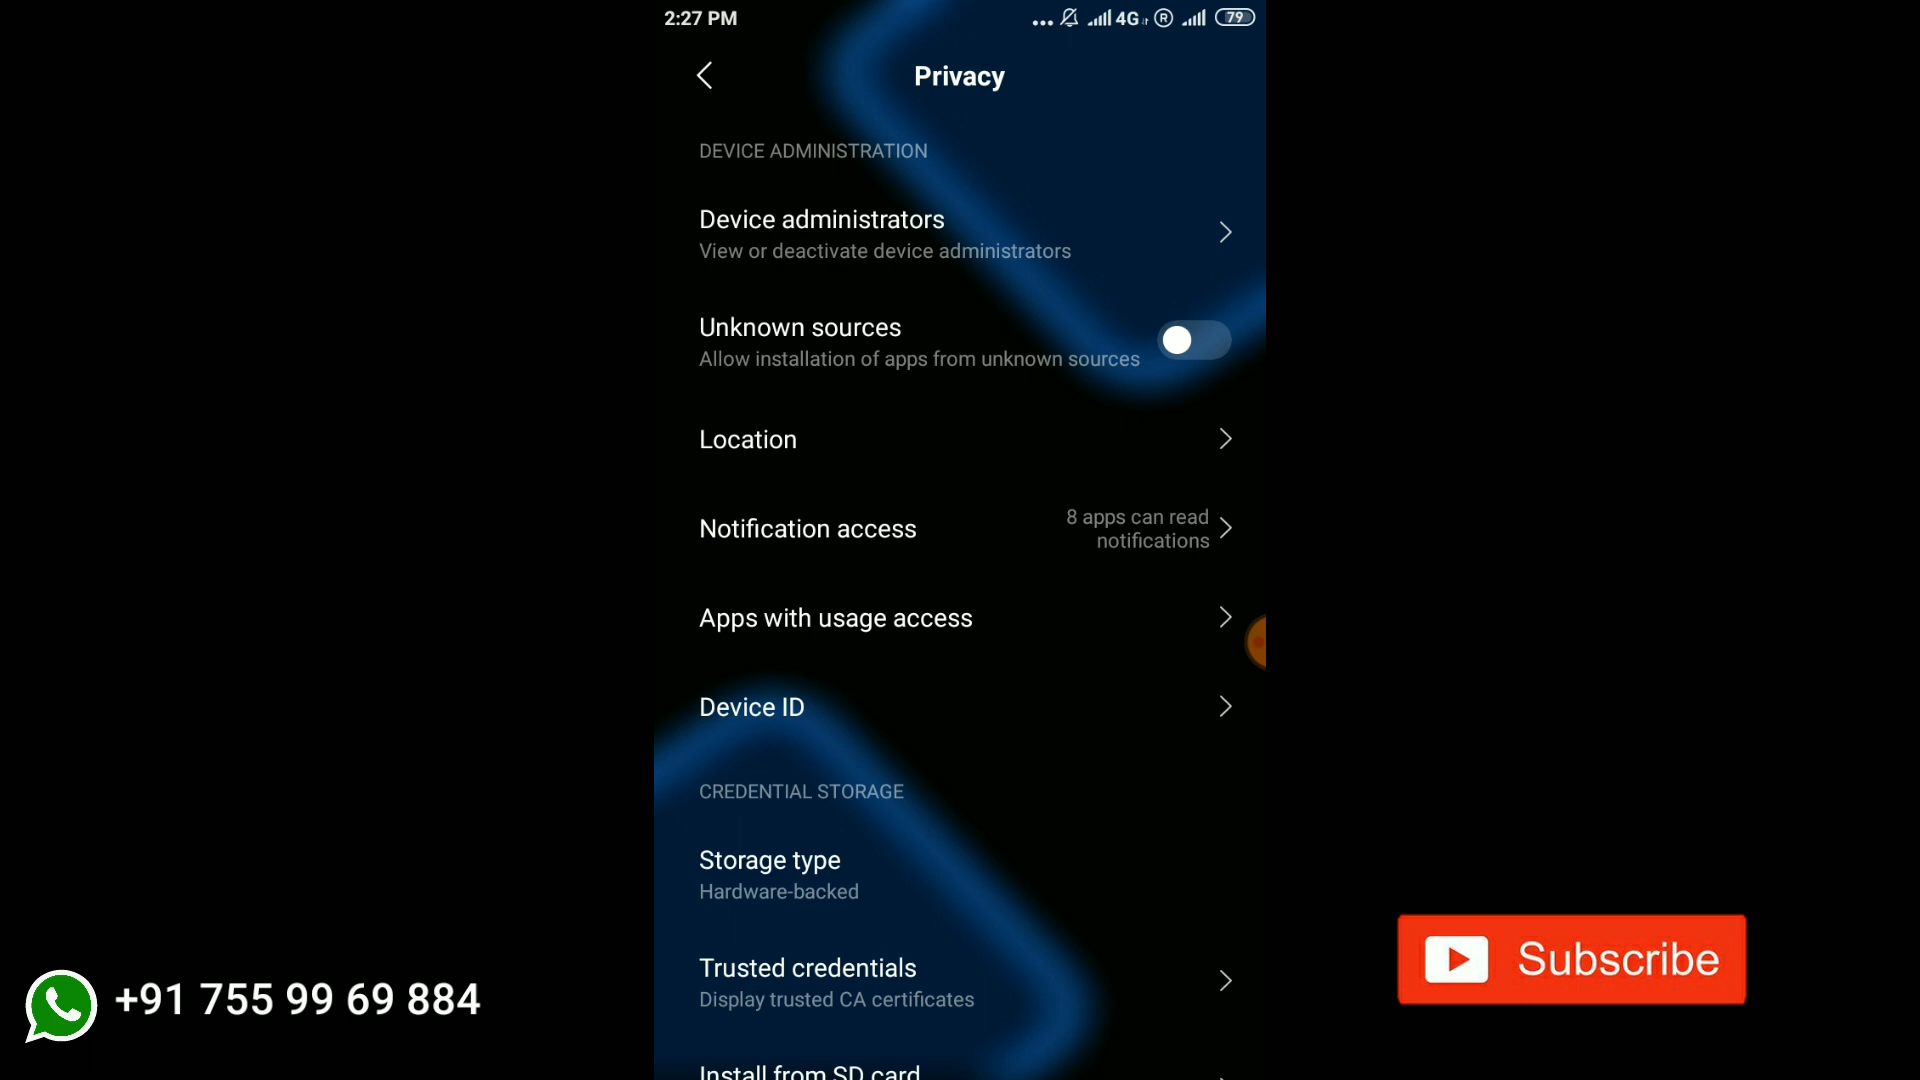 2:27 PM
... 4G R 79
Privacy
DEVICE ADMINISTRATION
Device administrators
View or deactivate device administrators
Unknown sources
Allow installation of apps from unknown sources
Location
Notification access
8 apps can read
notifications
Apps with usage access
Device ID
CREDENTIAL STORAGE
Storage type
Hardware-backed
Trusted credentials
Display trusted CA certificates
Install from SD card
+91 755 99 69 884
Subscribe